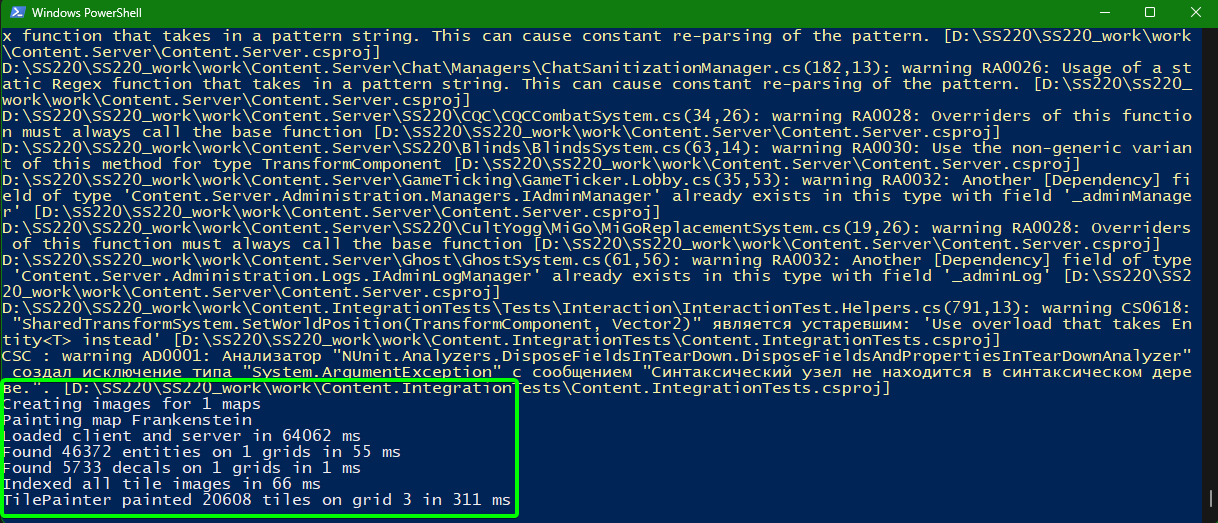 Windows PowerShell
x function that takes in a pattern string. This can cause constant re-parsing of the pattern. [D:\SS220\SS220_work\work
\Content.Server\Content.Server.csproj]
D:\SS220\SS220_work\work\Content.Server\Chat\Managers\ChatSanitizationManager.cs(182,13): warning RA0026: Usage of a st
atic Regex function that takes in a pattern string. This can cause constant re-parsing of the pattern. [D:\SS220\SS220_
work\work\Content.Server\Content.Server.csproj]
D:\SS220\SS220_work\work\Content.Server\SS220\CQC\CQCCombatSystem.cs(34,26): warning RA0028: Overriders of this functio
n must always call the base function [D:\SS220\SS220_work\work\Content.Server\Content.Server.csproj]
D:\SS220\SS220_work\work\Content.Server\SS220\Blinds\BlindsSystem.cs(63,14): warning RA0030: Use the non-generic varian
t of this method for type TransformComponent [D:\SS220\SS220_work\work\Content.Server\Content.Server.csproj]
D:\SS220\SS220_work\work\Content.Server\GameTicking\GameTicker.Lobby.cs(35,53): warning RA0032: Another [Dependency] fi
eld of type 'Content.Server.Administration.Managers.IAdminManager' already exists in this type with field '_adminManage
r' [D:\SS220\SS220_work\work\Content.Server\Content.Server.csproj]
D:\SS220\SS220_work\work\Content.Server\SS220\CultYogg\MiGo\MiGoReplacementSystem.cs(19,26): warning RA0028: Overriders
 of this function must always call the base function [D:\SS220\SS220_work\work\Content.Server\Content.Server.csproj]
D:\SS220\SS220_work\work\Content.Server\Ghost\GhostSystem.cs(61,56): warning RA0032: Another [Dependency] field of type
 'Content.Server.Administration.Logs.IAdminLogManager' already exists in this type with field '_adminLog' [D:\SS220\SS2
20_work\work\Content.Server\Content.Server.csproj]
D:\SS220\SS220_work\work\Content.IntegrationTests\Tests\Interaction\InteractionTest.Helpers.cs(791,13): warning CS0618:
 "SharedTransformSystem.SetWorldPosition(TransformComponent, Vector2)" является устаревшим: 'Use overload that takes En
tity<T> instead' [D:\SS220\SS220_work\work\Content.IntegrationTests\Content.IntegrationTests.csproj]
CSC : warning AD0001: Анализатор "NUnit.Analyzers.DisposeFieldsInTearDown.DisposeFieldsAndPropertiesInTearDownAnalyzer"
 создал исключение типа "System.ArgumentException" с сообщением "Синтаксический узел не находится в синтаксическом дере
ве.". [D:\SS220\SS220_work\work\Content.IntegrationTests\Content.IntegrationTests.csproj]
Creating images for 1 maps
Painting map Frankenstein
Loaded client and server in 64062 ms
Found 46372 entities on 1 grids in 55 ms
Found 5733 decals on 1 grids in 1 ms
Indexed all tile images in 66 ms
TilePainter painted 20608 tiles on grid 3 in 311 ms